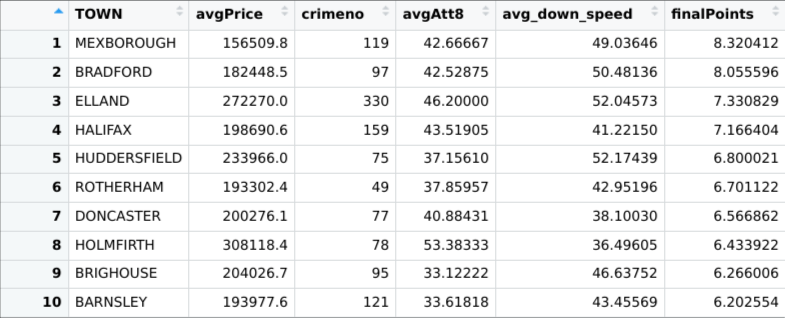 TOWN avgPrice crimeno avgAtt8 avg_down_speed finalPoints
1 MEXBOROUGH 156509.8 119 42.66667 49.03646 8.320412
2 BRADFORD 182448.5 97 42.52875 50.48136 8.055596
3 ELLAND 272270.0 330 46.20000 52.04573 7.330829
4 HALIFAX 198690.6 159 43.51905 41.22150 7.166404
5 HUDDERSFIELD 233966.0 75 37.15610 52.17439 6.800021
6 ROTHERHAM 193302.4 49 37.85957 42.95196 6.701122
7 DONCASTER 200276.1 77 40.88431 38.10030 6.566862
8 HOLMFIRTH 308118.4 78 53.38333 36.49605 6.433922
9 BRIGHOUSE 204026.7 95 33.12222 46.63752 6.266006
10 BARNSLEY 193977.6 121 33.61818 43.45569 6.202554